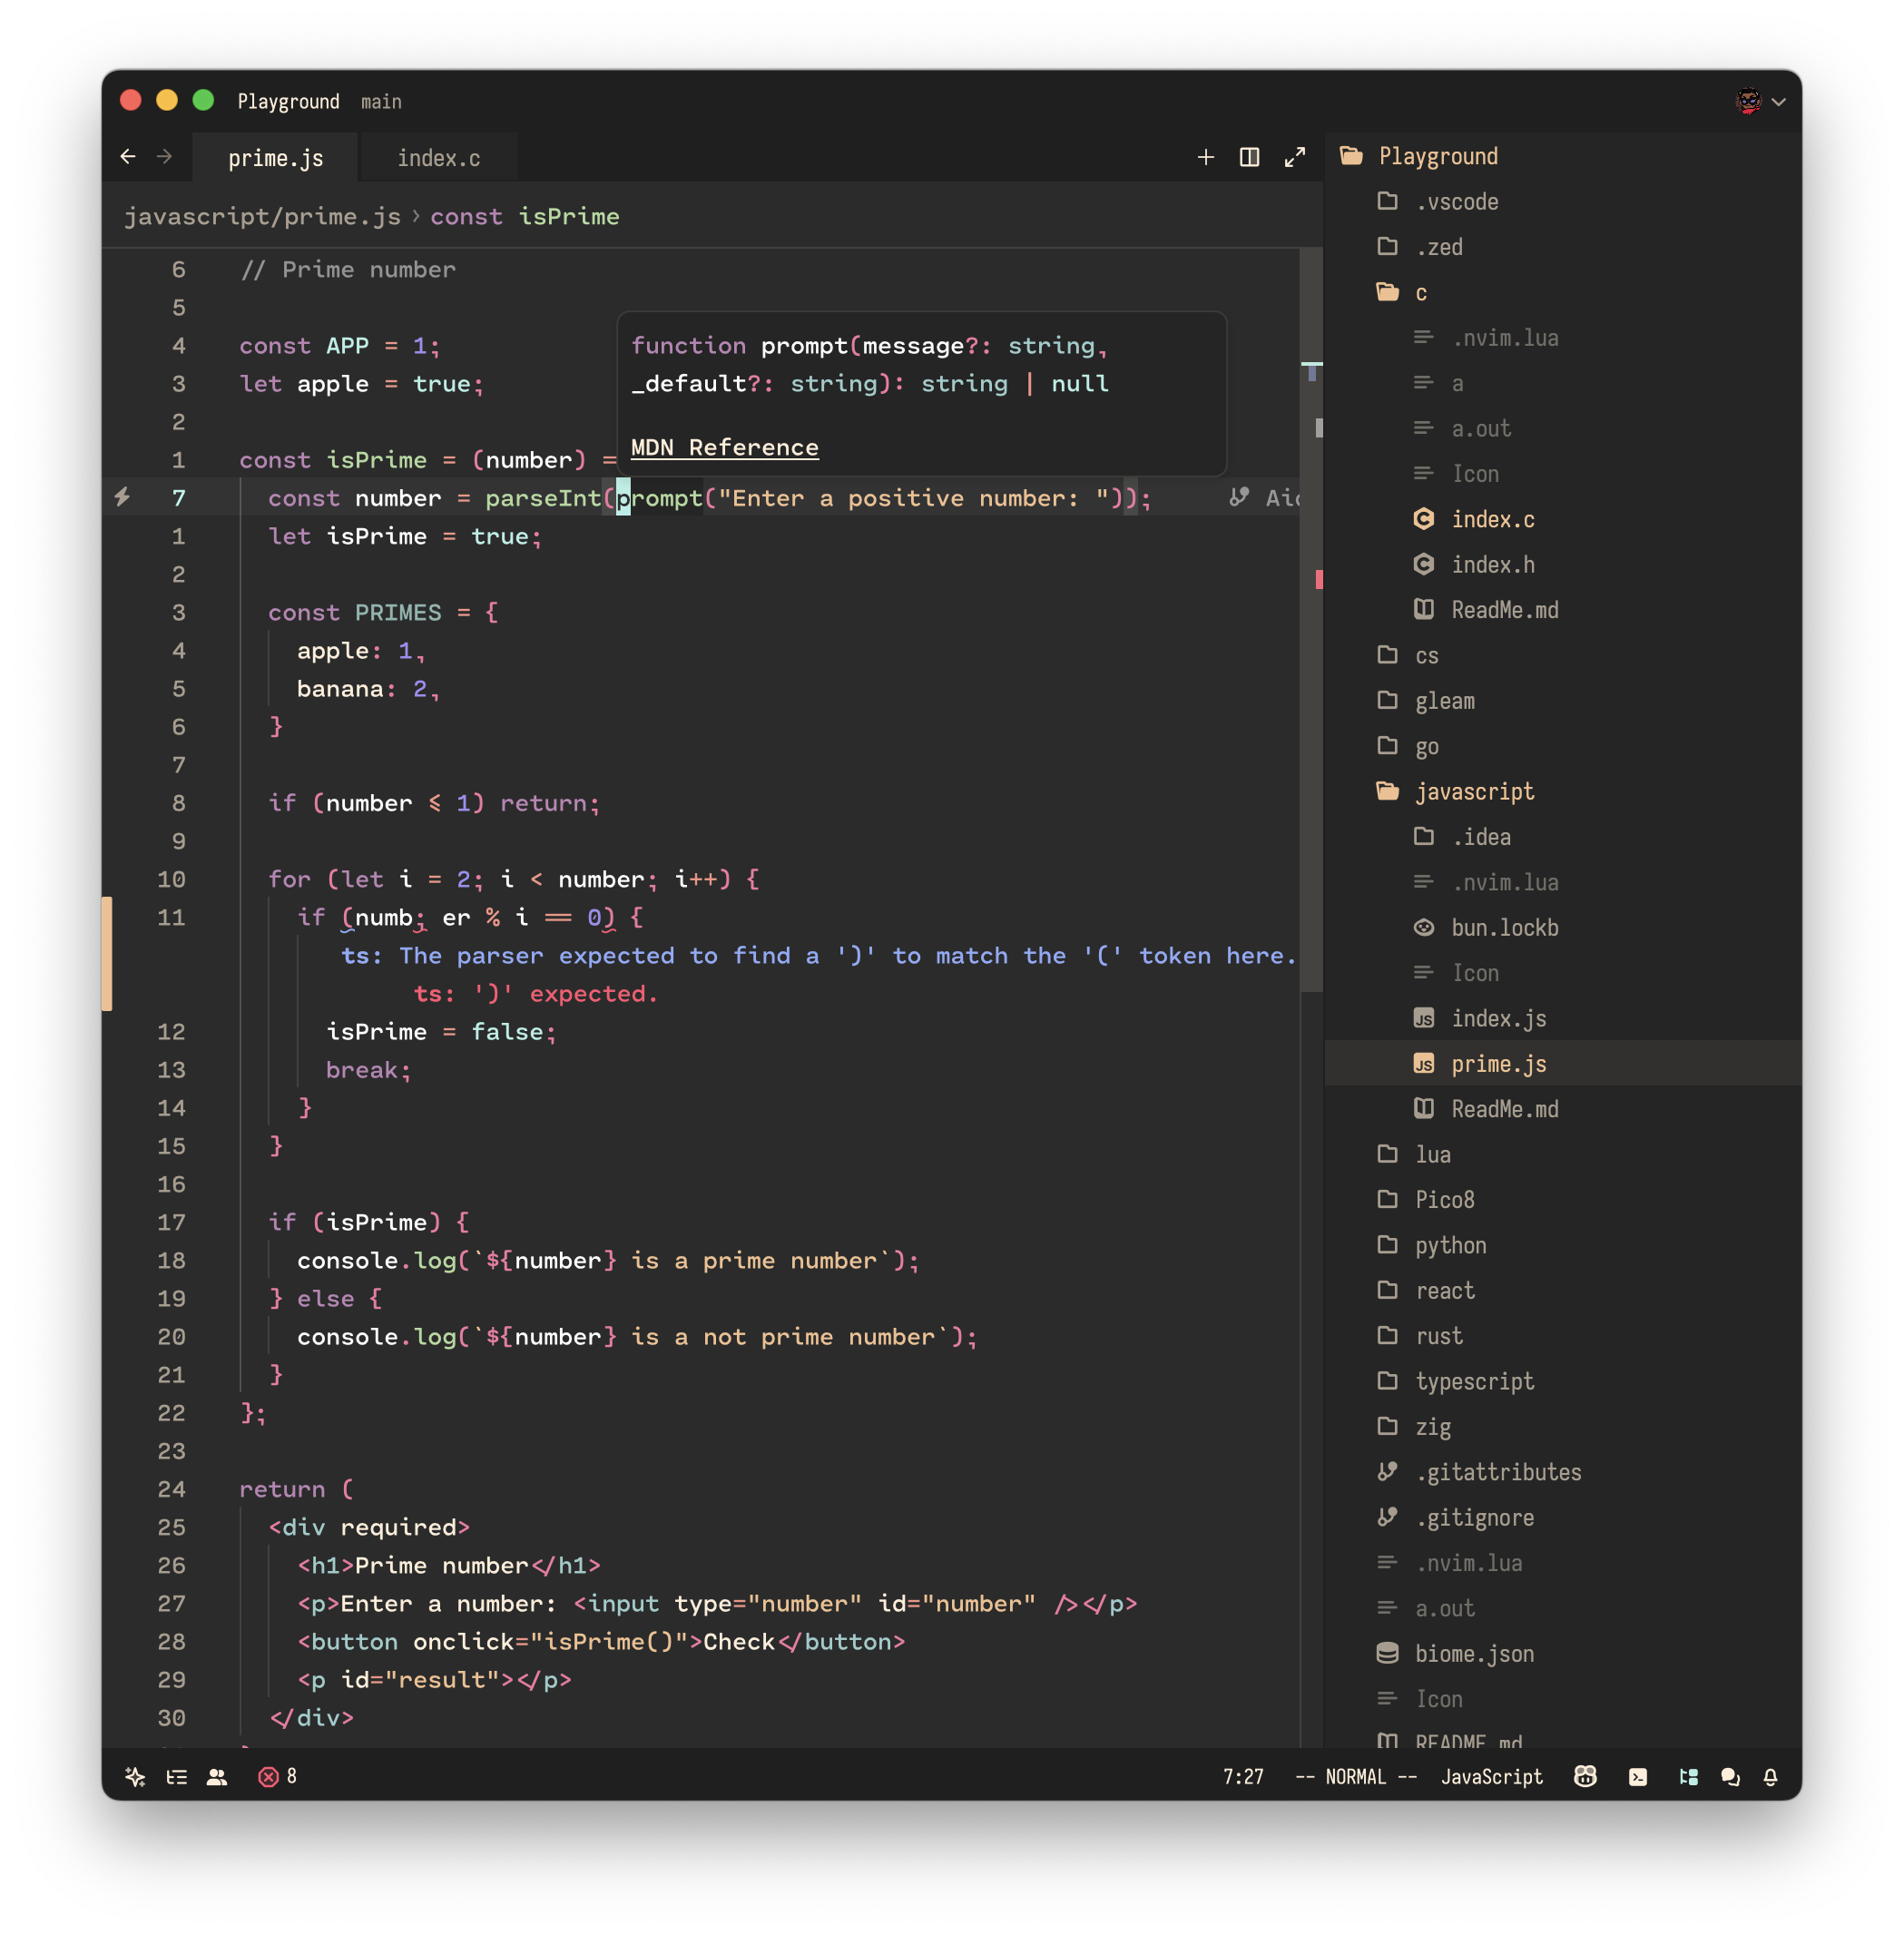 Playground main
prime.js index.c
javascript/prime.js › const isPrime
6 // Prime number
5
4 const APP = 1;
3 let apple = true;
2
1 const isPrime = (number) =
function prompt(message?: string,
_default?: string): string | null
MDN Reference
7 const number = parseInt(prompt("Enter a positive number: "));
1 let isPrime = true;
2
3 const PRIMES = {
4 apple: 1,
5 banana: 2,
6 }
7
8 if (number ≤ 1) return;
9
10 for (let i = 2; i < number; i++) {
11 if (numb; er % i == 0) {
ts: The parser expected to find a ')' to match the '(' token here.
ts: ')' expected.
12 isPrime = false;
13 break;
14 }
15 }
16
17 if (isPrime) {
18 console.log(`${number} is a prime number`);
19 } else {
20 console.log(`${number} is a not prime number`);
21 }
22 };
23
24 return (
25 <div required>
26 <h1>Prime number</h1>
27 <p>Enter a number: <input type="number" id="number" /></p>
28 <button onclick="isPrime()">Check</button>
29 <p id="result"></p>
30 </div>
Playground
.vscode
.zed
c
.nvim.lua
a
a.out
Icon
index.c
index.h
ReadMe.md
cs
gleam
go
javascript
.idea
.nvim.lua
bun.lockb
Icon
index.js
prime.js
ReadMe.md
lua
Pico8
python
react
rust
typescript
zig
.gitattributes
.gitignore
.nvim.lua
a.out
biome.json
Icon
README.md
8 7:27 -- NORMAL -- JavaScript